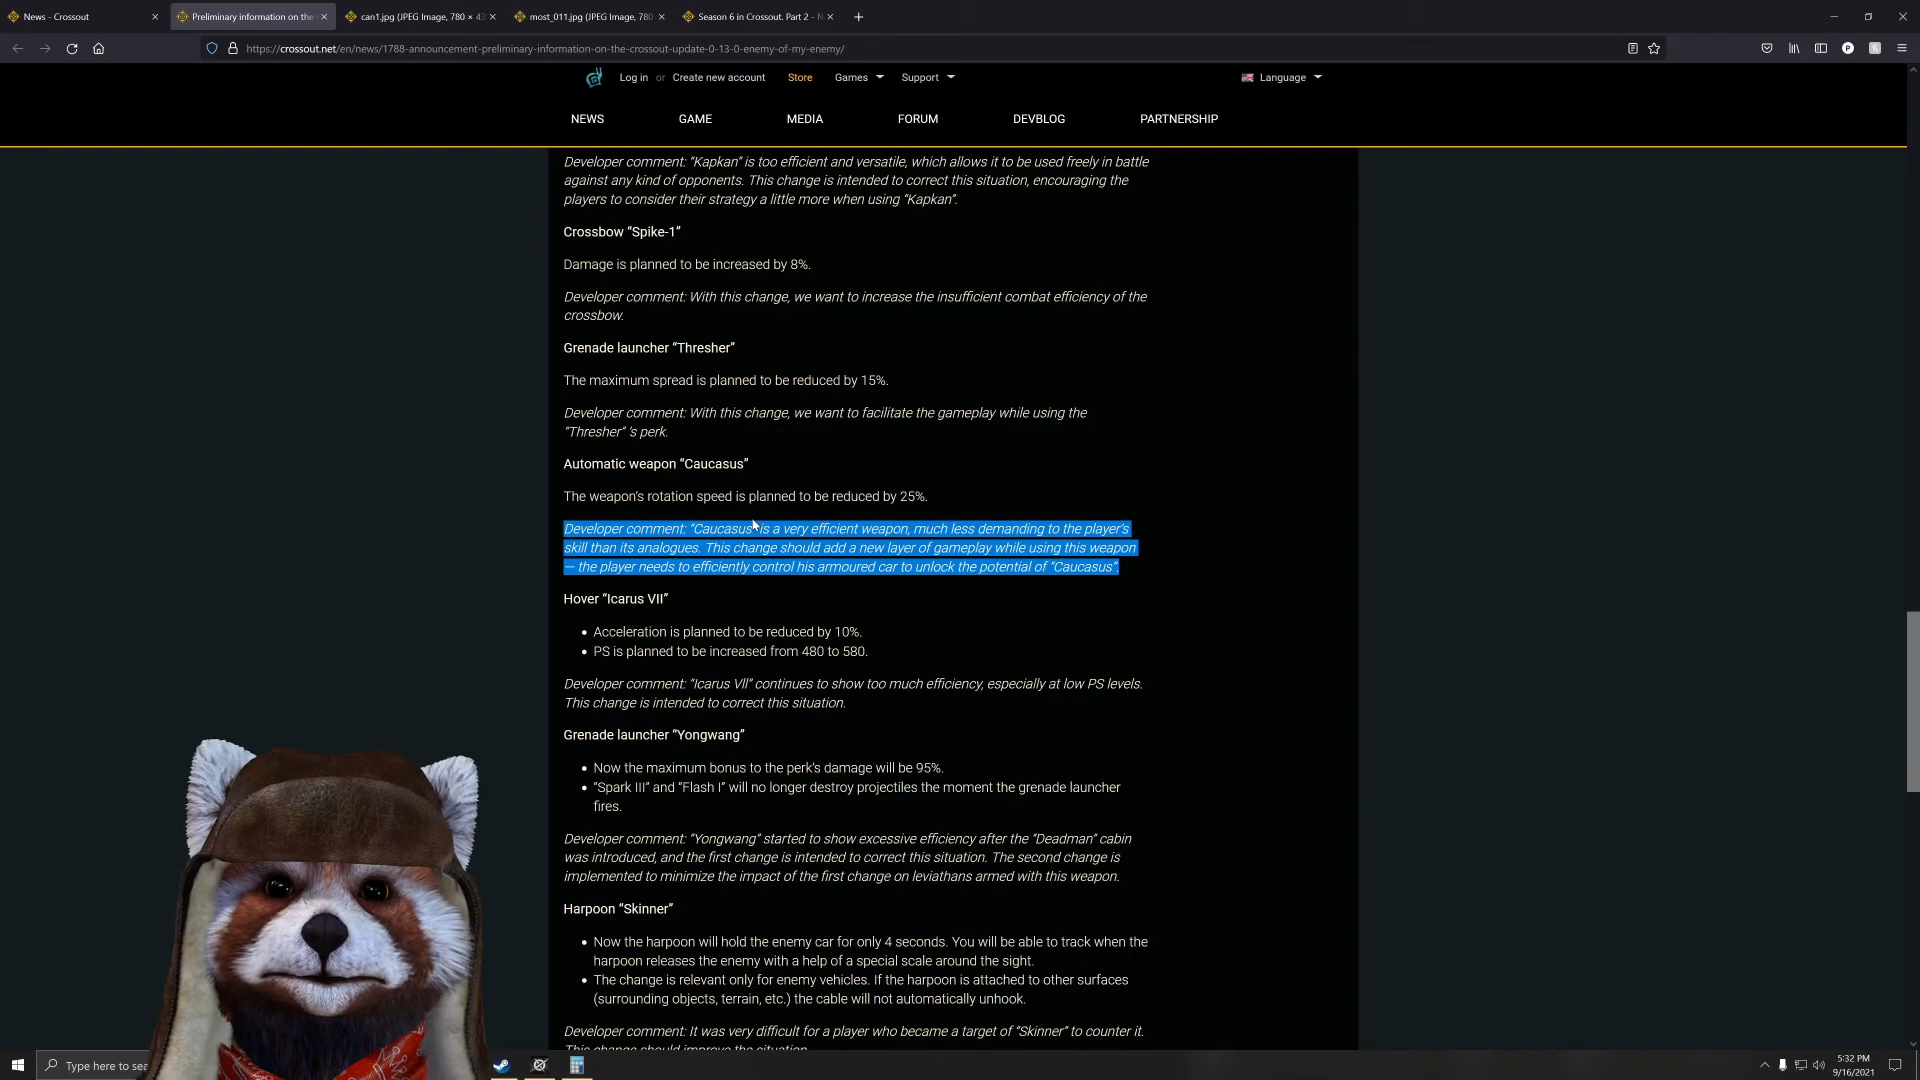 News - Crossout
Preliminary information on the
can1.jpg (JPEG Image, 780 × 43
most_011.jpg (JPEG Image, 780
Season 6 in Crossout. Part 2 - N
https://crossout.net/en/news/1788-announcement-preliminary-information-on-the-crossout-update-0-13-0-enemy-of-my-enemy/
Log in or Create new account Store Games Support Language
NEWS GAME MEDIA FORUM DEVBLOG PARTNERSHIP
Developer comment: “Kapkan” is too efficient and versatile, which allows it to be used freely in battle
against any kind of opponents. This change is intended to correct this situation, encouraging the
players to consider their strategy a little more when using “Kapkan”.
Crossbow “Spike-1”
Damage is planned to be increased by 8%.
Developer comment: With this change, we want to increase the insufficient combat efficiency of the
crossbow.
Grenade launcher “Thresher”
The maximum spread is planned to be reduced by 15%.
Developer comment: With this change, we want to facilitate the gameplay while using the
“Thresher” ’s perk.
Automatic weapon “Caucasus”
The weapon’s rotation speed is planned to be reduced by 25%.
Developer comment: “Caucasus” is a very efficient weapon, much less demanding to the player’s
skill than its analogues. This change should add a new layer of gameplay while using this weapon
— the player needs to efficiently control his armoured car to unlock the potential of “Caucasus”.
Hover “Icarus VII”
• Acceleration is planned to be reduced by 10%.
• PS is planned to be increased from 480 to 580.
Developer comment: “Icarus Vll” continues to show too much efficiency, especially at low PS levels.
This change is intended to correct this situation.
Grenade launcher “Yongwang”
• Now the maximum bonus to the perk’s damage will be 95%.
• “Spark III” and “Flash I” will no longer destroy projectiles the moment the grenade launcher
fires.
Developer comment: “Yongwang” started to show excessive efficiency after the “Deadman” cabin
was introduced, and the first change is intended to correct this situation. The second change is
implemented to minimize the impact of the first change on leviathans armed with this weapon.
Harpoon “Skinner”
• Now the harpoon will hold the enemy car for only 4 seconds. You will be able to track when the
harpoon releases the enemy with a help of a special scale around the sight.
• The change is relevant only for enemy vehicles. If the harpoon is attached to other surfaces
(surrounding objects, terrain, etc.) the cable will not automatically unhook.
Developer comment: It was very difficult for a player who became a target of “Skinner” to counter it.
This change should improve the situation.
Type here to sea
5:32 PM
9/16/2021